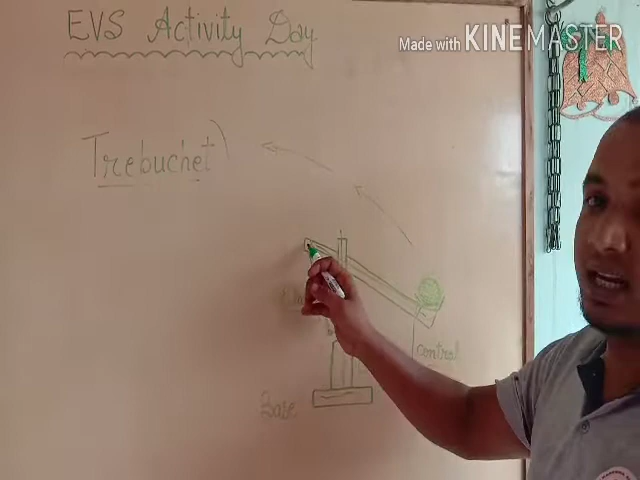 EVS Activity Day
Made with KINEMASTER
Trebuchet
control
Base